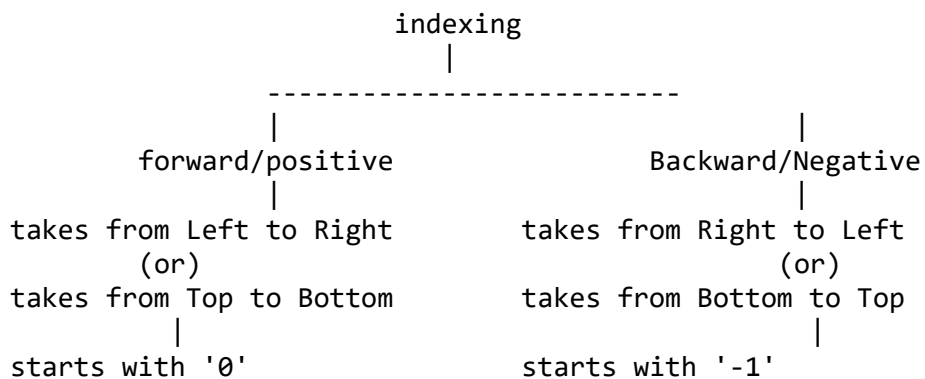 indexing
|
--------------------------
| |
forward/positive Backward/Negative
| |
takes from Left to Right takes from Right to Left
(or) (or)
takes from Top to Bottom takes from Bottom to Top
| |
starts with '0' starts with '-1'